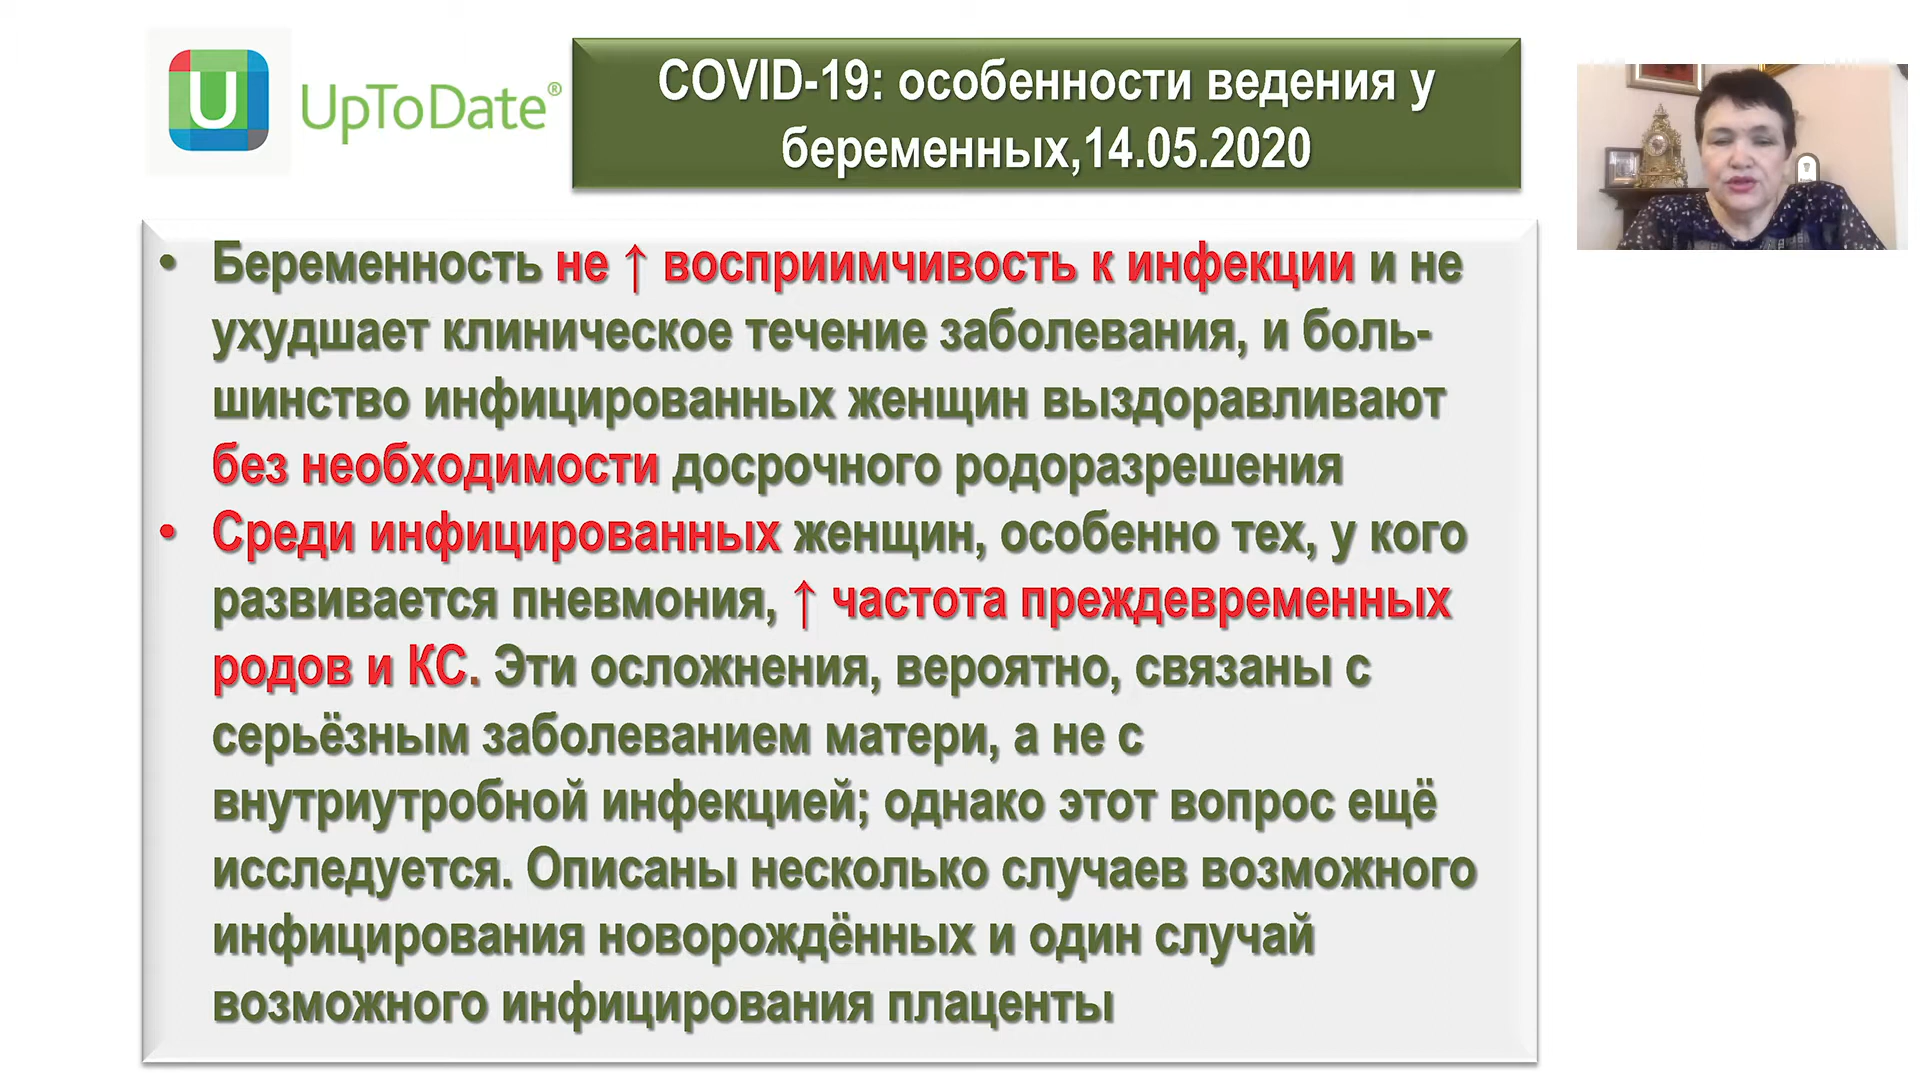 U UpToDate®
COVID-19: особенности ведения у
беременных,14.05.2020
• Беременность не ↑ восприимчивость к инфекции и не
ухудшает клиническое течение заболевания, и боль-
шинство инфицированных женщин выздоравливают
без необходимости досрочного родоразрешения
• Среди инфицированных женщин, особенно тех, у кого
развивается пневмония, ↑ частота преждевременных
родов и КС. Эти осложнения, вероятно, связаны с
серьёзным заболеванием матери, а не с
внутриутробной инфекцией; однако этот вопрос ещё
исследуется. Описаны несколько случаев возможного
инфицирования новорождённых и один случай
возможного инфицирования плаценты